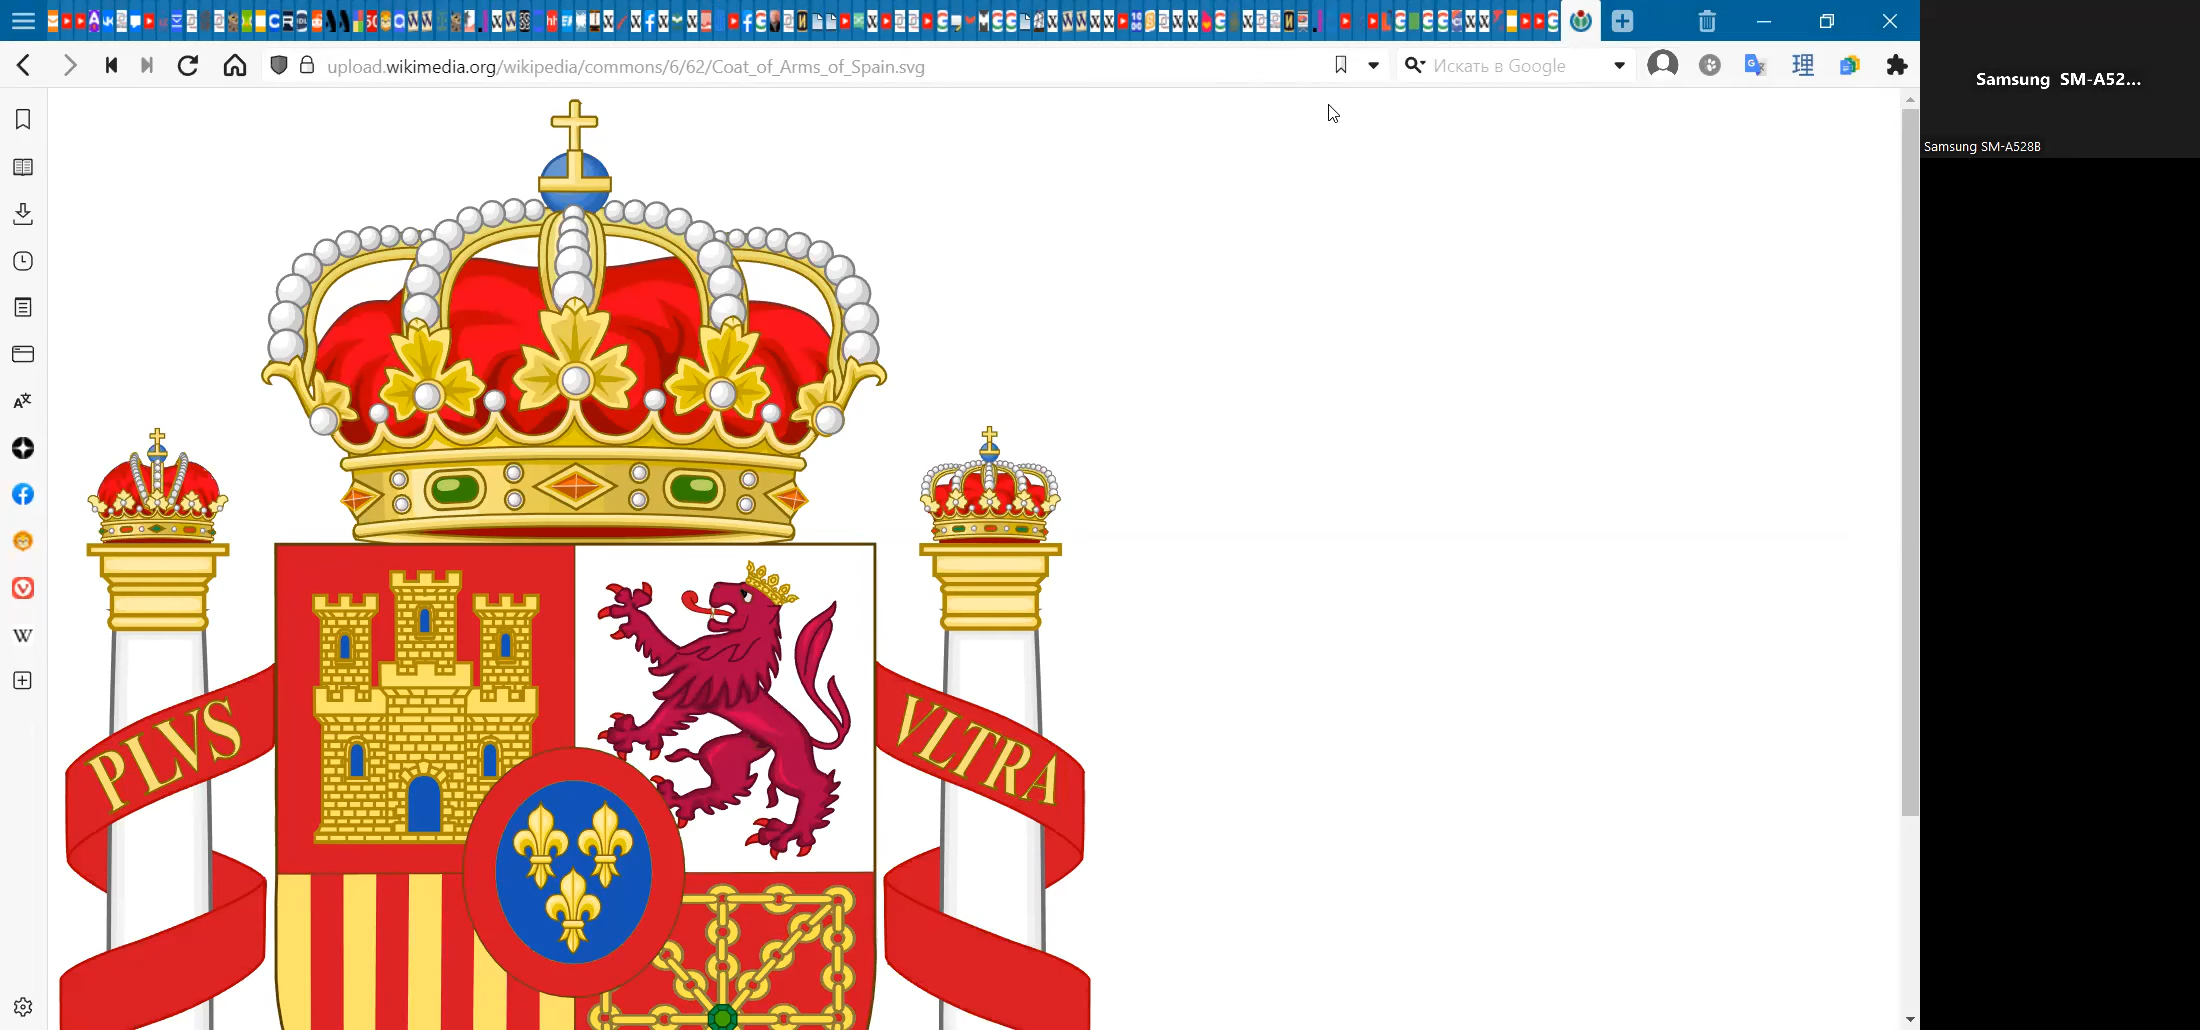 upload.wikimedia.org/wikipedia/commons/6/62/Coat_of_Arms_of_Spain.svg
Искать в Google
Samsung SM-A52...
Samsung SM-A528B
PLVS
VLTRA